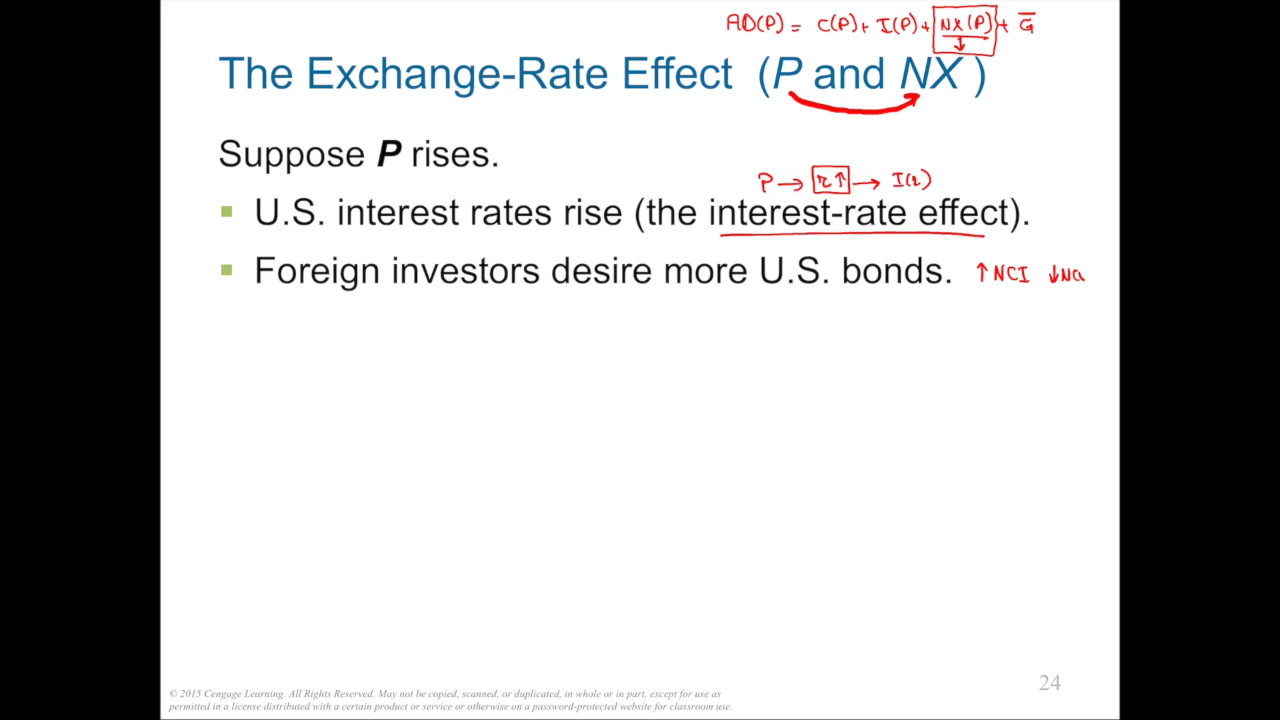 AD(P) = C(P) + I(P) + NX(P) + G̅
↓
The Exchange-Rate Effect (P and NX )
Suppose P rises.
P → r↑ → I(r)
▪ U.S. interest rates rise (the interest-rate effect).
▪ Foreign investors desire more U.S. bonds. ↑ NCI ↓
24
© 2015 Cengage Learning. All Rights Reserved. May not be copied, scanned, or duplicated, in whole or in part, except for use as
permitted in a license distributed with a certain product or service or otherwise on a password-protected website for classroom use.